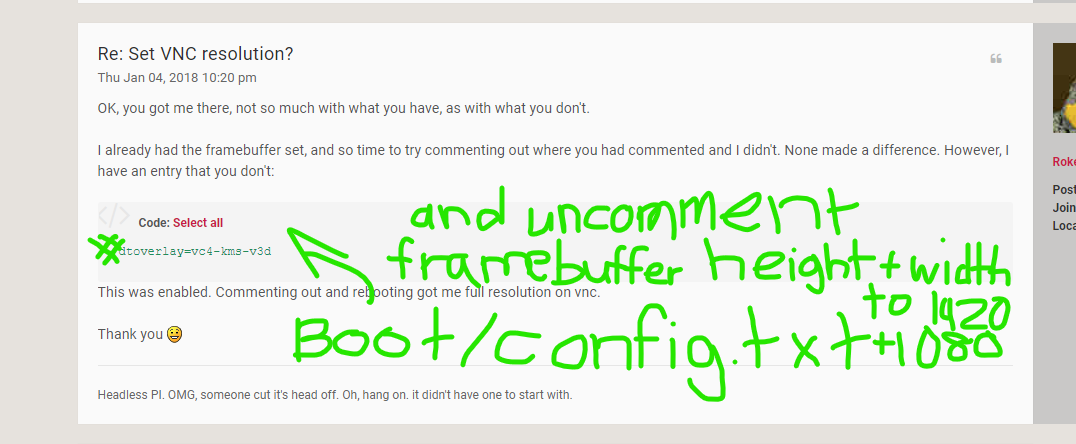 Re: Set VNC resolution?
Thu Jan 04, 2018 10:20 pm
OK, you got me there, not so much with what you have, as with what you don't.
I already had the framebuffer set, and so time to try commenting out where you had commented and I didn't. None made a difference. However, I
have an entry that you don't:
Code: Select all
#dtoverlay=vc4-kms-v3d
and uncomment
framebuffer height + width
to 1920
+ 1080
Boot/config.txt
This was enabled. Commenting out and rebooting got me full resolution on vnc.
Thank you 😀
Headless PI. OMG, someone cut it's head off. Oh, hang on. it didn't have one to start with.
Roke
Post
Join
Loca